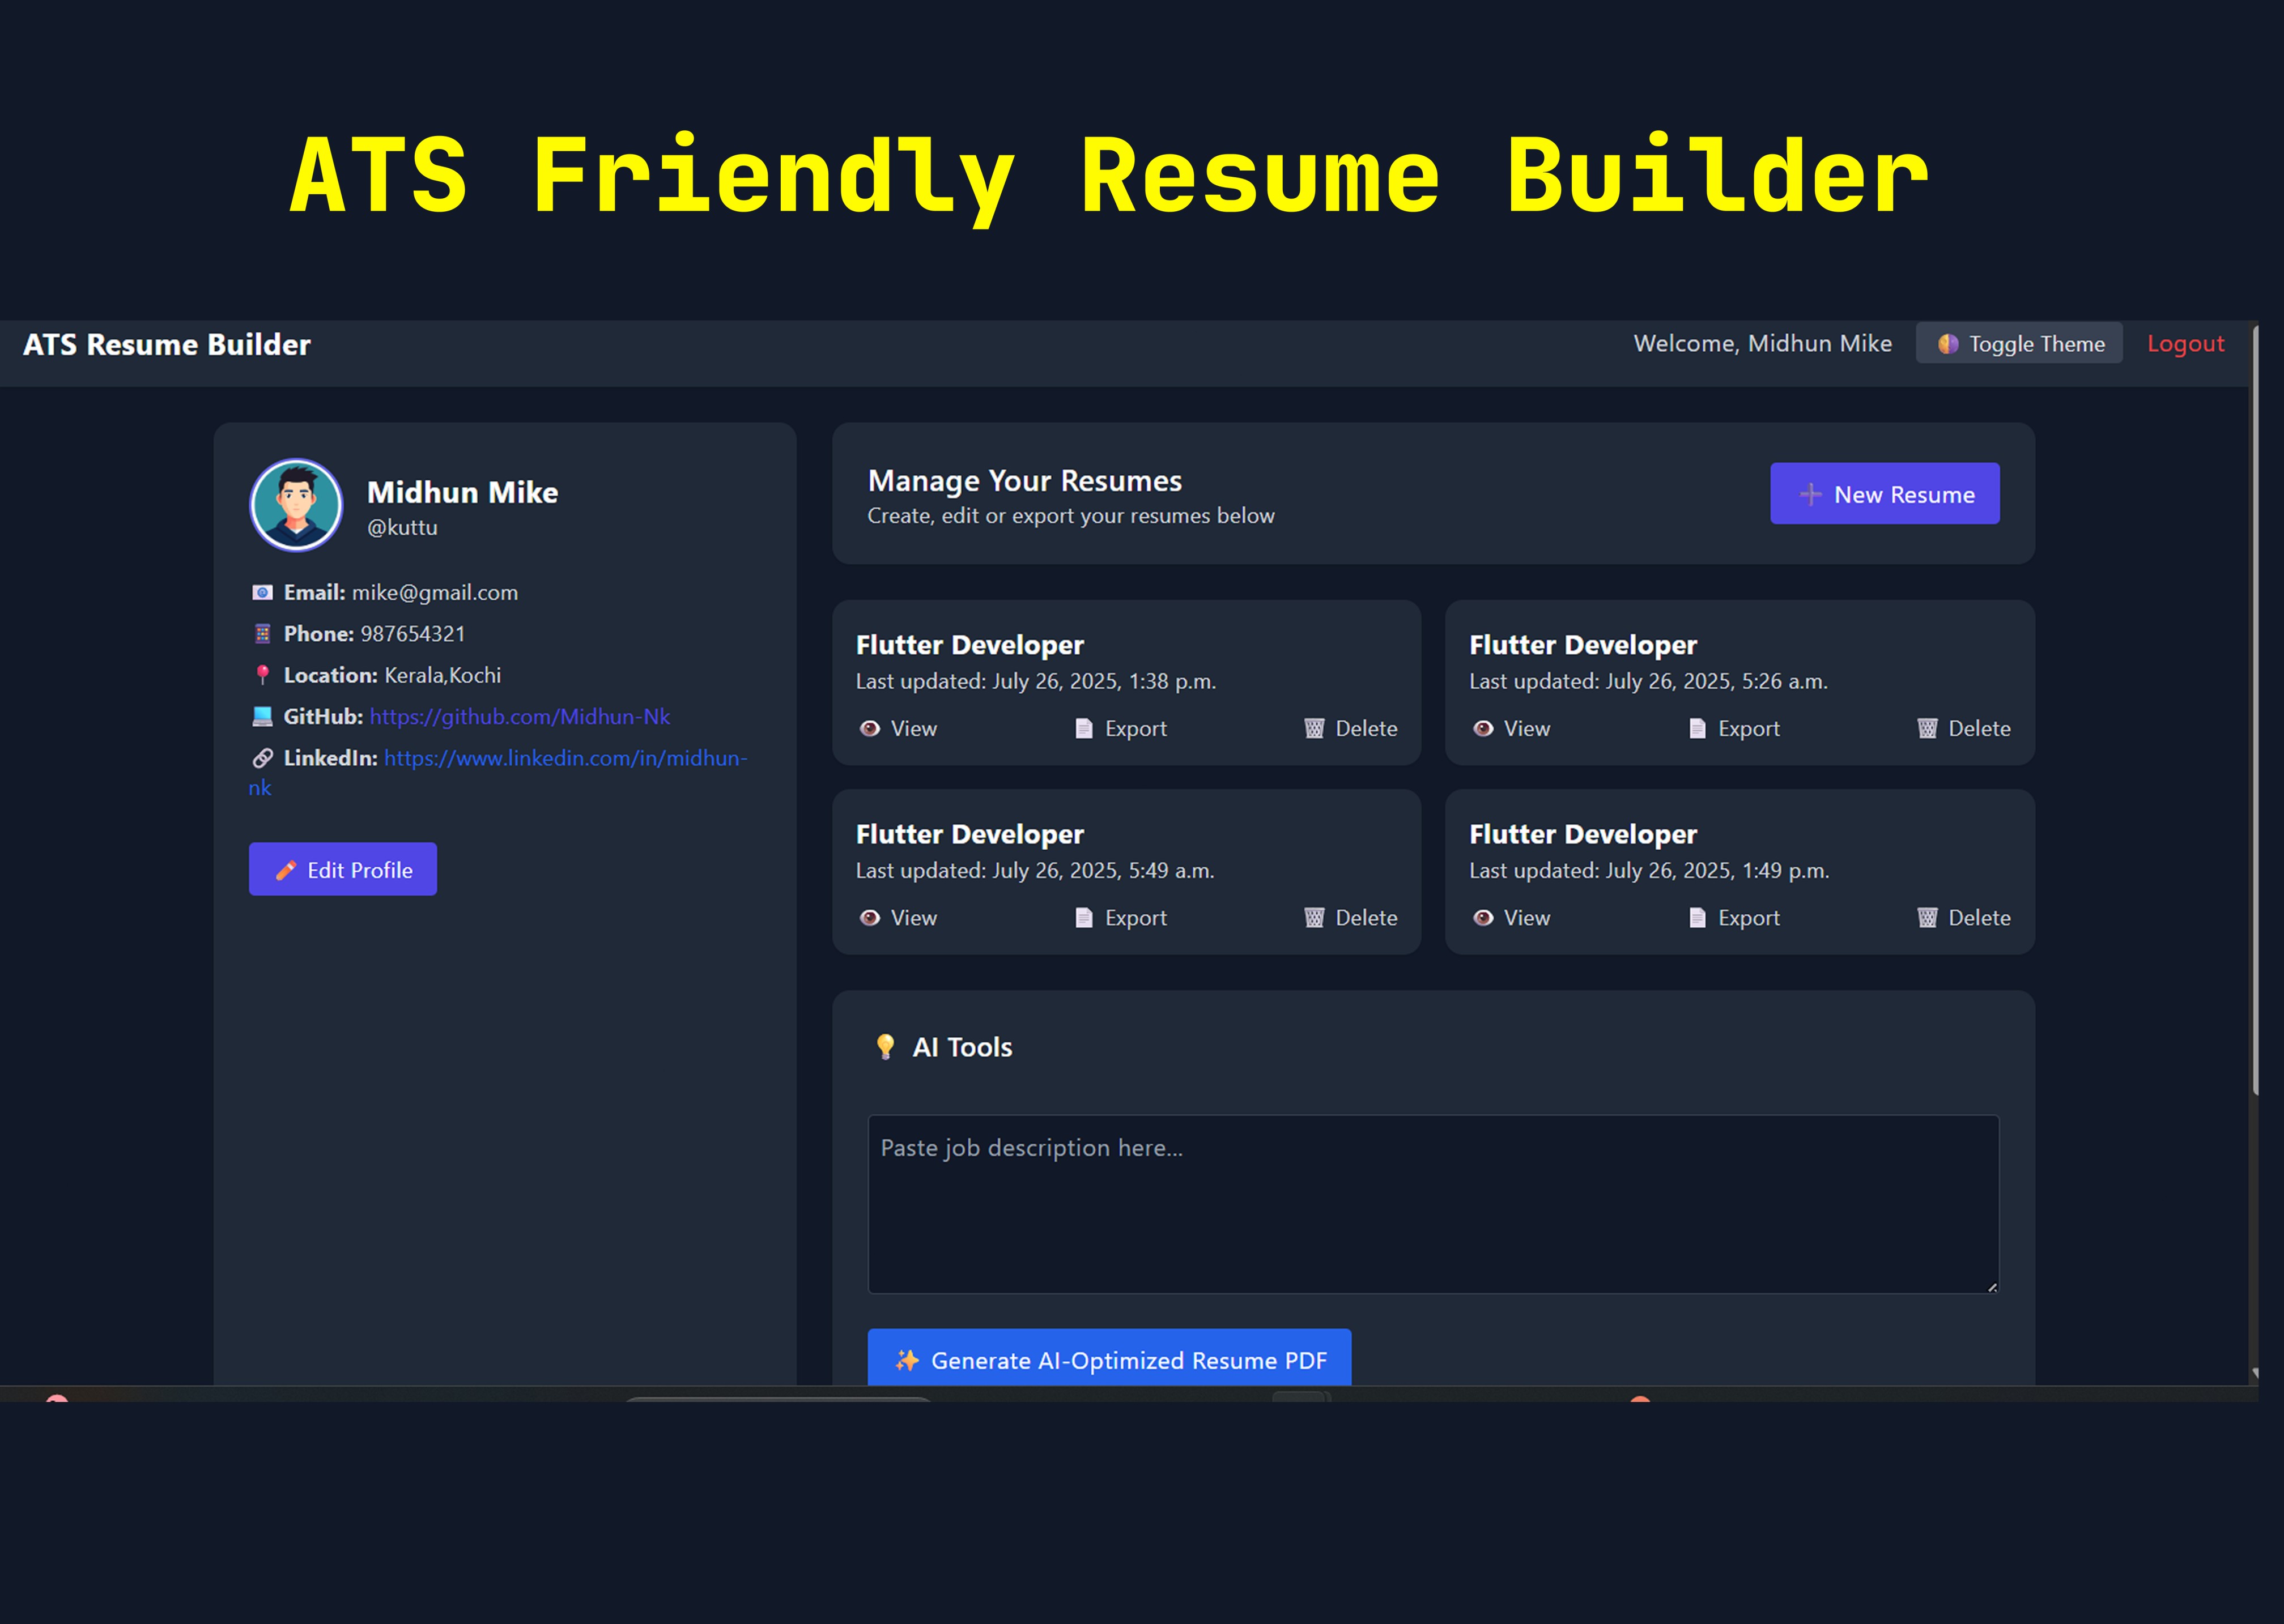 ATS Friendly Resume Builder
ATS Resume Builder
Welcome, Midhun Mike
Toggle Theme
Logout
Midhun Mike
@kuttu
Email: mike@gmail.com
Phone: 987654321
Location: Kerala,Kochi
GitHub: https://github.com/Midhun-Nk
LinkedIn: https://www.linkedin.com/in/midhun-
nk
Edit Profile
Manage Your Resumes
Create, edit or export your resumes below
New Resume
Flutter Developer
Last updated: July 26, 2025, 1:38 p.m.
View Export Delete
Flutter Developer
Last updated: July 26, 2025, 5:26 a.m.
View Export Delete
Flutter Developer
Last updated: July 26, 2025, 5:49 a.m.
View Export Delete
Flutter Developer
Last updated: July 26, 2025, 1:49 p.m.
View Export Delete
AI Tools
Paste job description here...
Generate AI-Optimized Resume PDF